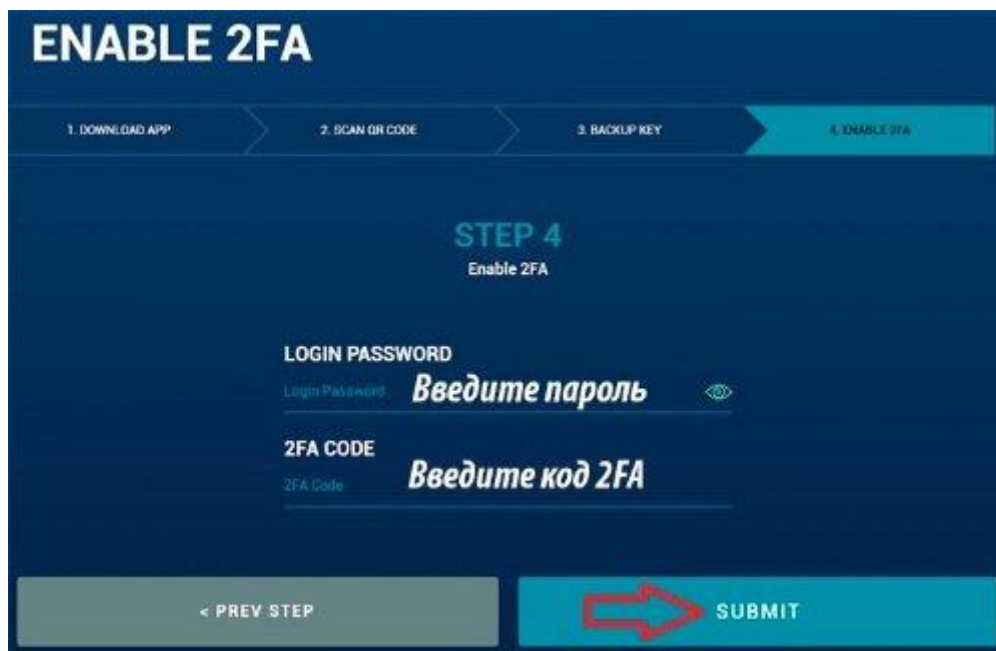 ENABLE 2FA
1. DOWNLOAD APP
2. SCAN QR CODE
3. BACKUP KEY
4. ENABLE 2FA
STEP 4
Enable 2FA
LOGIN PASSWORD
Login Password Введите пароль
2FA CODE
2FA Code Введите код 2FA
< PREV STEP
SUBMIT